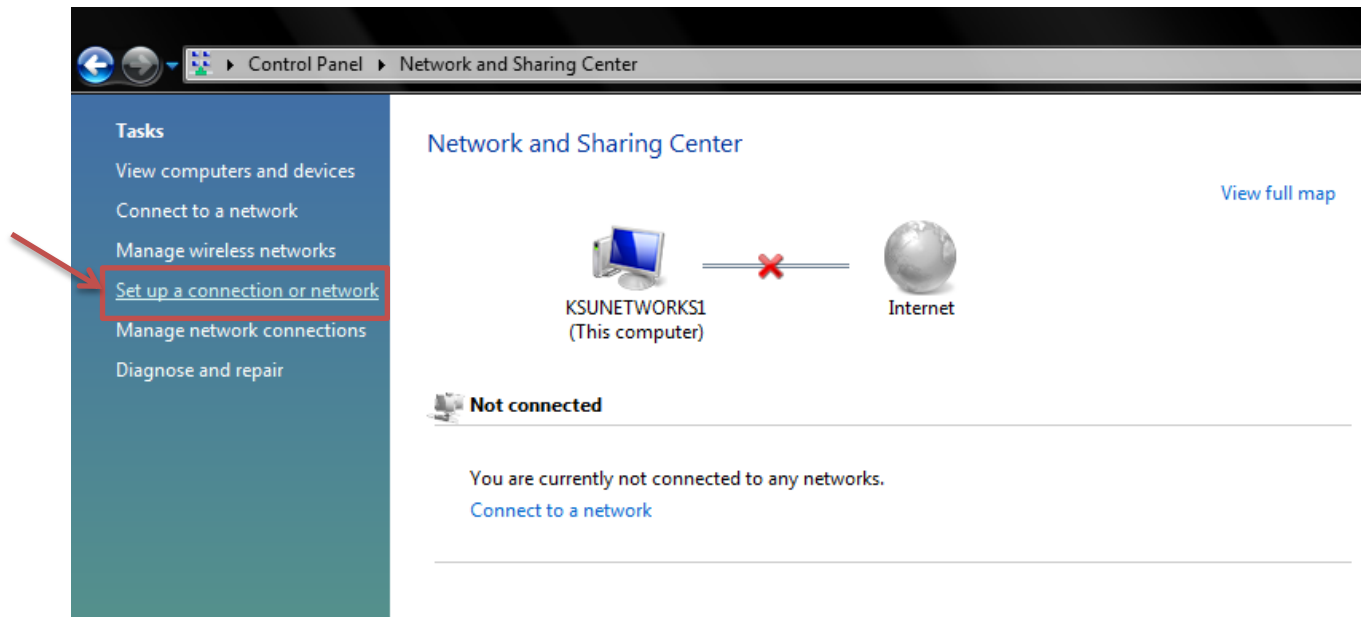 Control Panel Network and Sharing Center
Tasks
View computers and devices
Connect to a network
Manage wireless networks
Set up a connection or network
Manage network connections
Diagnose and repair
Network and Sharing Center
View full map
KSUNETWORKS1
(This computer)
Internet
Not connected
You are currently not connected to any networks.
Connect to a network